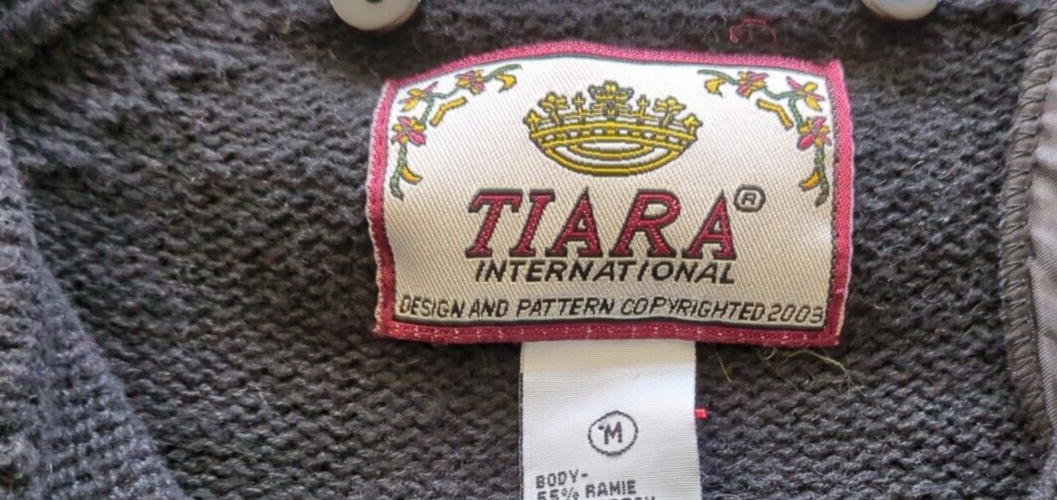 TIARA®
INTERNATIONAL
DESIGN AND PATTERN COPYRIGHTED 2003
M
BODY-
55% RAMIE